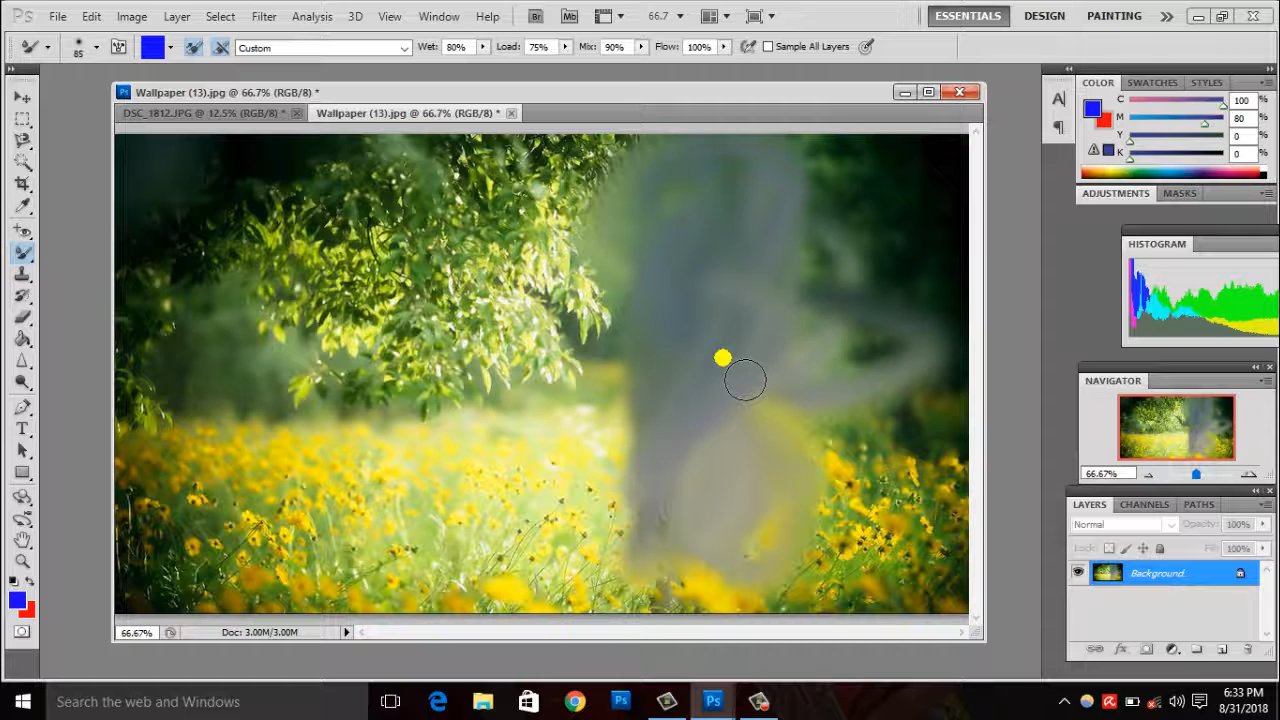 Ps File Edit Image Layer Select Filter Analysis 3D View Window Help Br Mb 66.7 ESSENTIALS DESIGN PAINTING
85 Custom Wet: 80% Load: 75% Mix: 90% Flow: 100% Sample All Layers
Ps Wallpaper (13).jpg @ 66.7% (RGB/8) *
DSC_1812.JPG @ 12.5% (RGB/8) * Wallpaper (13).jpg @ 66.7% (RGB/8) *
COLOR SWATCHES STYLES
C 100 %
M 80 %
Y 0 %
K 0 %
ADJUSTMENTS MASKS
HISTOGRAM
NAVIGATOR
66.67%
LAYERS CHANNELS PATHS
Normal Opacity: 100%
Lock: Fill: 100%
Background
66.67% Doc: 3.00M/3.00M
Search the web and Windows Ps Ps 6:33 PM
8/31/2018